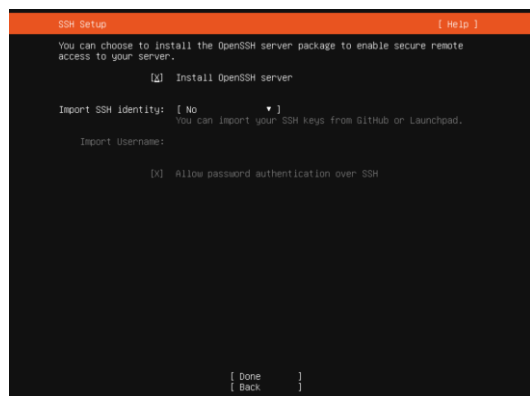 SSH Setup [ Help ]
You can choose to install the OpenSSH server package to enable secure remote
access to your server.
[X] Install OpenSSH server
Import SSH identity: [ No ▼ ]
You can import your SSH keys from GitHub or Launchpad.
Import Username:
[X] Allow password authentication over SSH
[ Done ]
[ Back ]